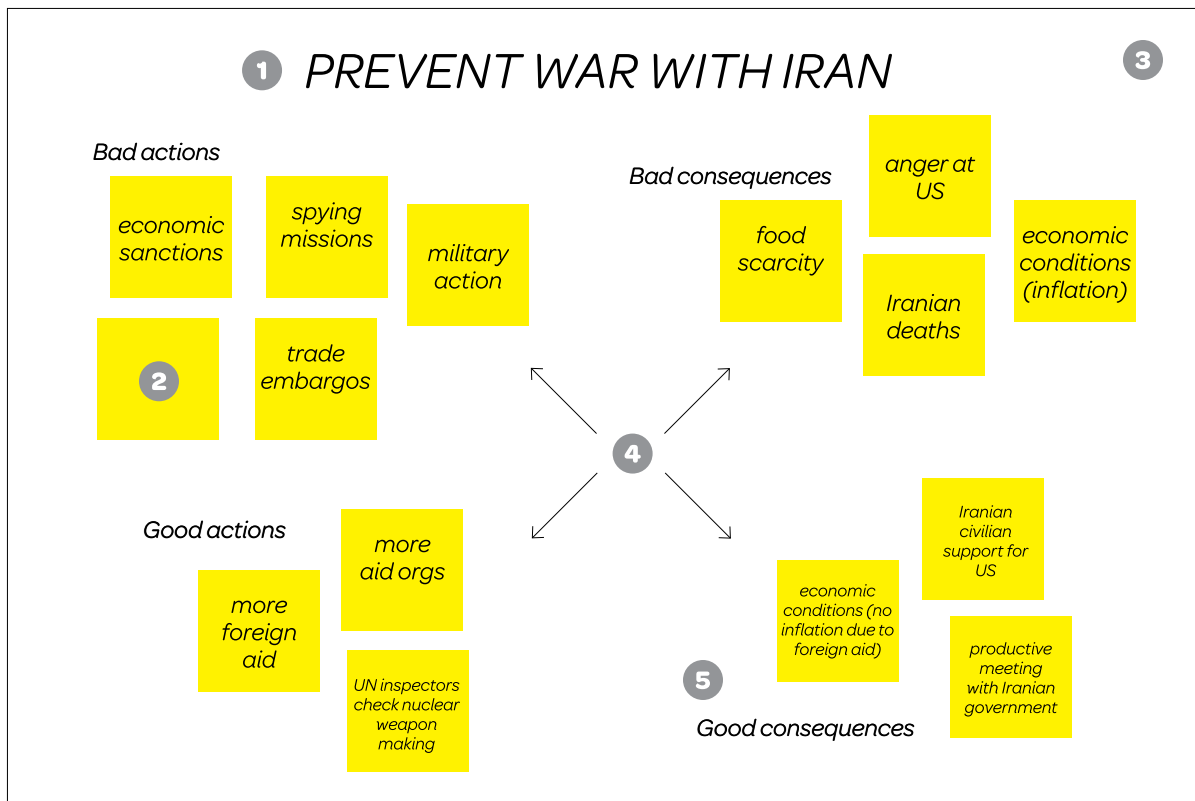 1 PREVENT WAR WITH IRAN
3
Bad actions
economic
sanctions
spying
missions
military
action
2
trade
embargos
Bad consequences
anger at
US
food
scarcity
Iranian
deaths
economic
conditions
(inflation)
4
Good actions
more
aid orgs
more
foreign
aid
UN inspectors
check nuclear
weapon
making
Iranian
civilian
support for
US
economic
conditions (no
inflation due to
foreign aid)
productive
meeting
with Iranian
government
5
Good consequences